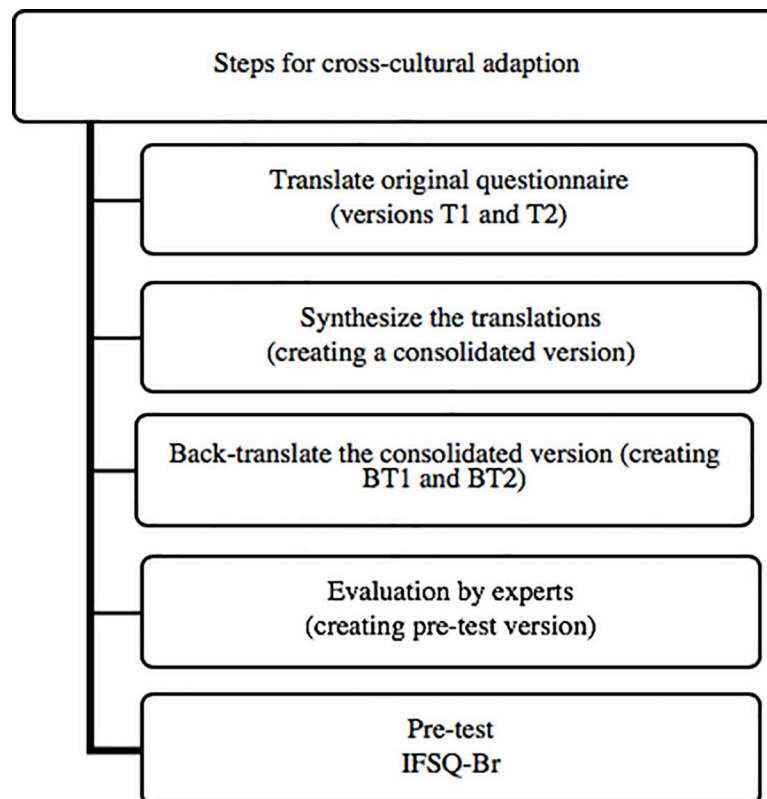 Steps for cross-cultural adaption
Translate original questionnaire
(versions T1 and T2)
Synthesize the translations
(creating a consolidated version)
Back-translate the consolidated version (creating
BT1 and BT2)
Evaluation by experts
(creating pre-test version)
Pre-test
IFSQ-Br